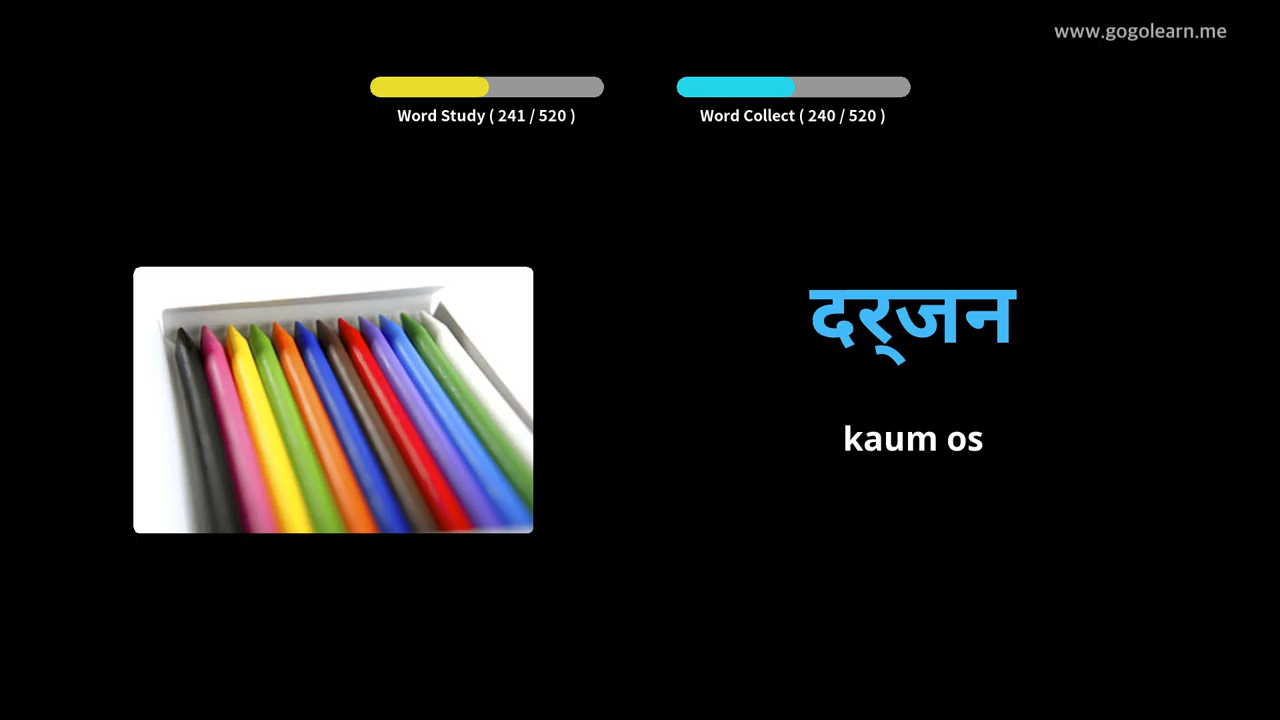 www.gogolearn.me
Word Study ( 241 / 520 )
Word Collect ( 240 / 520 )
दर्‌जन
kaum os